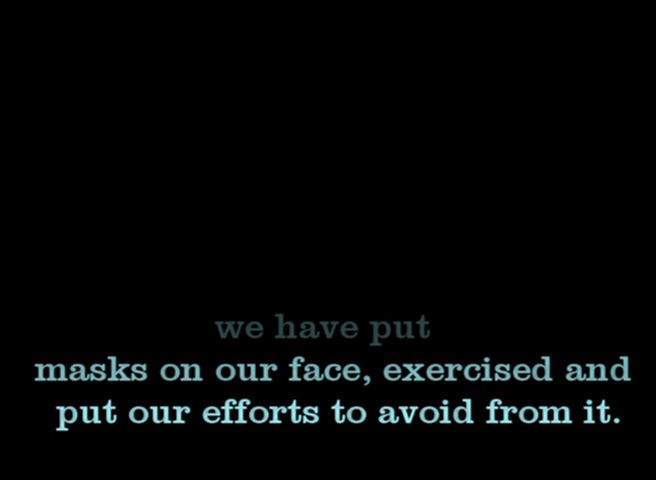 we have put
masks on our face, exercised and
put our efforts to avoid from it.